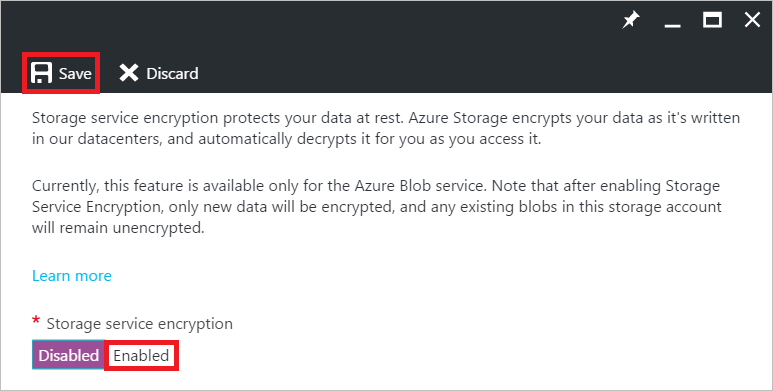 Save Discard
Storage service encryption protects your data at rest. Azure Storage encrypts your data as it's written
in our datacenters, and automatically decrypts it for you as you access it.
Currently, this feature is available only for the Azure Blob service. Note that after enabling Storage
Service Encryption, only new data will be encrypted, and any existing blobs in this storage account
will remain unencrypted.
Learn more
* Storage service encryption
Disabled Enabled